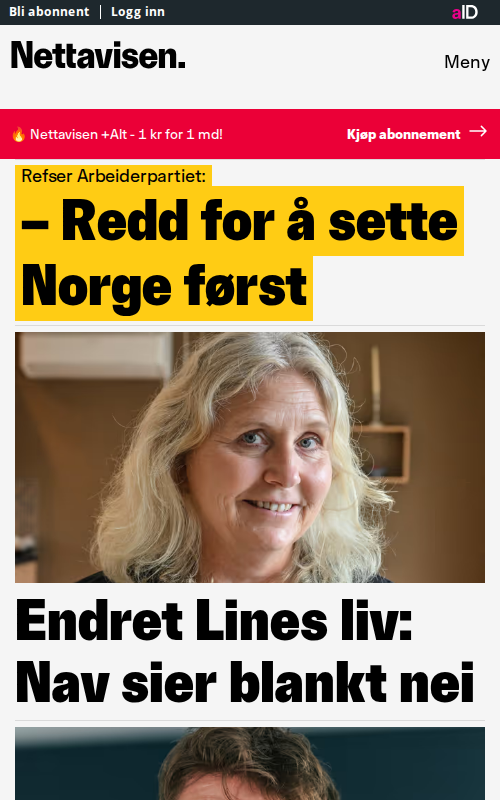 Bli abonnent | Logg inn
aID
Nettavisen.
Meny
🔥 Nettavisen +Alt - 1 kr for 1 md!
Kjøp abonnement →
Refser Arbeiderpartiet:
– Redd for å sette
Norge først
Endret Lines liv:
Nav sier blankt nei